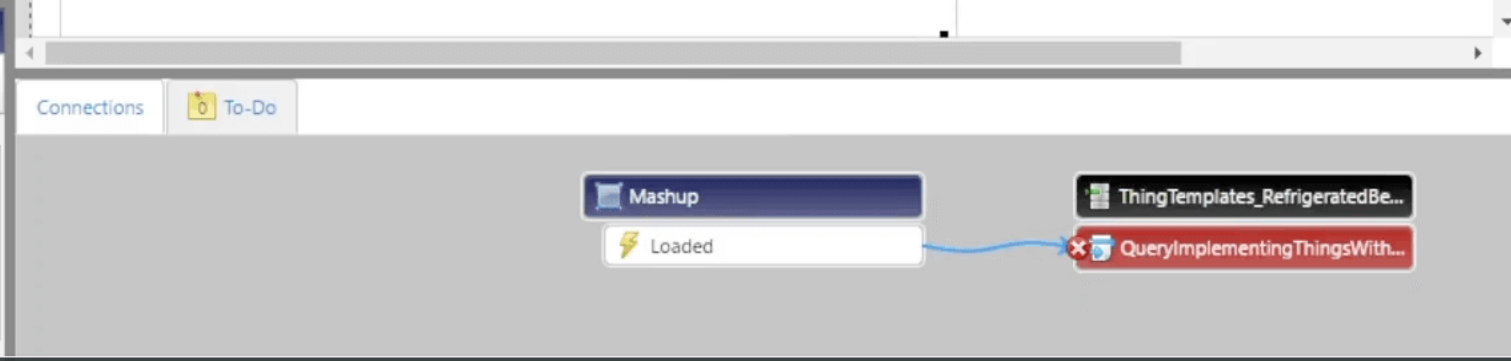 Connections
0 To-Do
Mashup
ThingTemplates_RefrigeratedBe...
Loaded
QueryImplementingThingsWith...